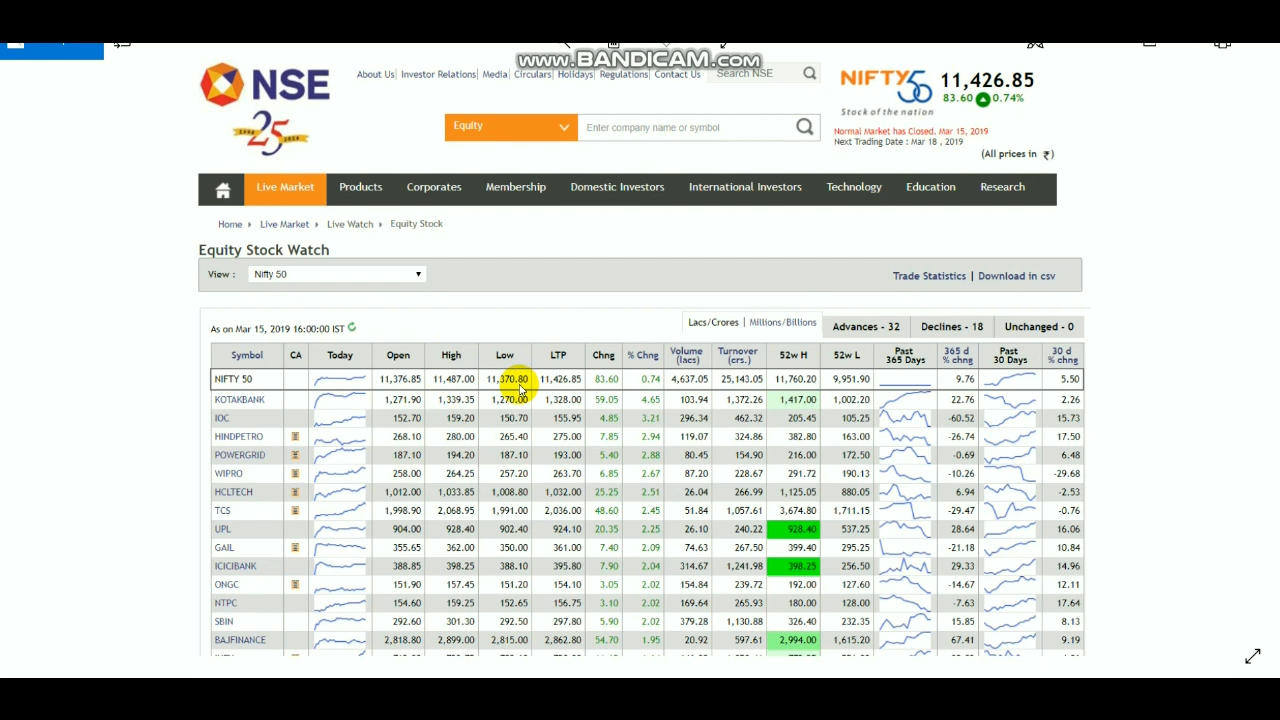 www.BANDICAM.com
NSE
25
About Us| Investor Relations| Media| Circulars| Holidays| Regulations| Contact Us
Search NSE
NIFTY50
Stock of the nation
11,426.85
83.60 0.74%
Equity
Enter company name or symbol
Normal Market has Closed. Mar 15, 2019
Next Trading Date : Mar 18 , 2019
(All prices in ₹)
Live Market Products Corporates Membership Domestic Investors International Investors Technology Education Research
Home Live Market Live Watch Equity Stock
Equity Stock Watch
View : Nifty 50
Trade Statistics | Download in csv
As on Mar 15, 2019 16:00:00 IST
Lacs/Crores | Millions/Billions
Advances - 32 Declines - 18 Unchanged - 0
Symbol CA Today Open High Low LTP Chng % Chng Volume (lacs) Turnover (crs.) 52w H 52w L Past 365 Days 365 d % chng Past 30 Days 30 d % chng
NIFTY 50 11,376.85 11,487.00 11,370.80 11,426.85 83.60 0.74 4,637.05 25,143.05 11,760.20 9,951.90 9.76 5.50
KOTAKBANK 1,271.90 1,339.35 1,270.00 1,328.00 59.05 4.65 103.94 1,372.26 1,417.00 1,002.20 22.76 2.26
IOC 152.70 159.20 150.70 155.95 4.85 3.21 296.34 462.32 205.45 105.25 -60.52 15.73
HINDPETRO 268.10 280.00 265.40 275.00 7.85 2.94 119.07 324.86 382.80 163.00 -26.74 17.50
POWERGRID 187.10 194.20 187.10 193.00 5.40 2.88 80.45 154.90 216.00 172.50 -0.69 6.48
WIPRO 258.00 264.25 257.20 263.70 6.85 2.67 87.20 228.67 291.72 190.13 -10.26 -29.68
HCLTECH 1,012.00 1,033.85 1,008.80 1,032.00 25.25 2.51 26.04 266.99 1,125.05 880.05 6.94 -2.53
TCS 1,998.90 2,068.95 1,991.00 2,036.00 48.60 2.45 51.84 1,057.61 3,674.80 1,711.15 -29.47 -0.76
UPL 904.00 928.40 902.40 924.10 20.35 2.25 26.10 240.22 928.40 537.25 28.64 16.06
GAIL 355.65 362.00 350.00 361.00 7.40 2.09 74.63 267.50 399.40 295.25 -21.18 10.84
ICICIBANK 388.85 398.25 388.10 395.80 7.90 2.04 314.67 1,241.98 398.25 256.50 29.33 14.96
ONGC 151.90 157.45 151.20 154.10 3.05 2.02 154.84 239.72 192.00 127.60 -14.67 12.11
NTPC 154.60 159.25 152.65 156.75 3.10 2.02 169.64 265.93 180.00 128.00 -7.63 17.64
SBIN 292.60 301.30 292.50 297.80 5.90 2.02 379.28 1,130.88 326.40 232.35 15.85 8.13
BAJFINANCE 2,818.80 2,899.00 2,815.00 2,862.80 54.70 1.95 20.92 597.61 2,994.00 1,615.20 67.41 9.19